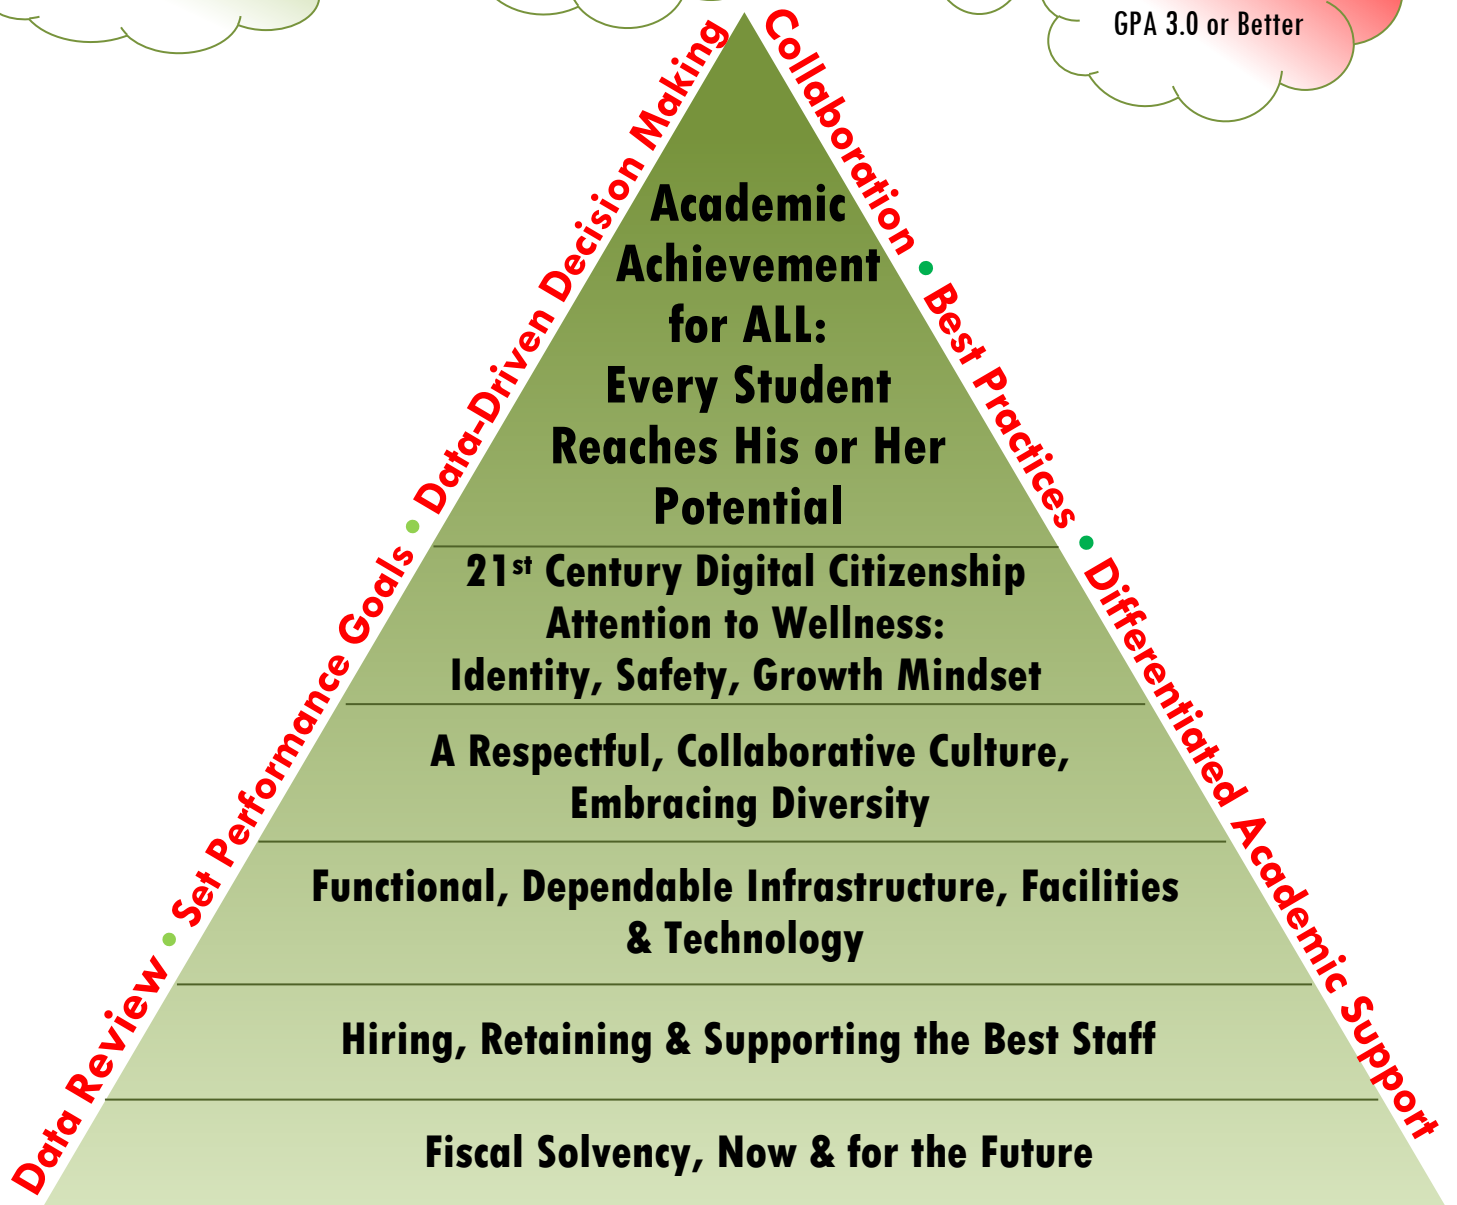 GPA 3.0 or Better
Data Review • Set Performance Goals • Data-Driven Decision Making
Collaboration • Best Practices • Differentiated Academic Support
Academic
Achievement
for ALL:
Every Student
Reaches His or Her
Potential
21st Century Digital Citizenship
Attention to Wellness:
Identity, Safety, Growth Mindset
A Respectful, Collaborative Culture,
Embracing Diversity
Functional, Dependable Infrastructure, Facilities
& Technology
Hiring, Retaining & Supporting the Best Staff
Fiscal Solvency, Now & for the Future